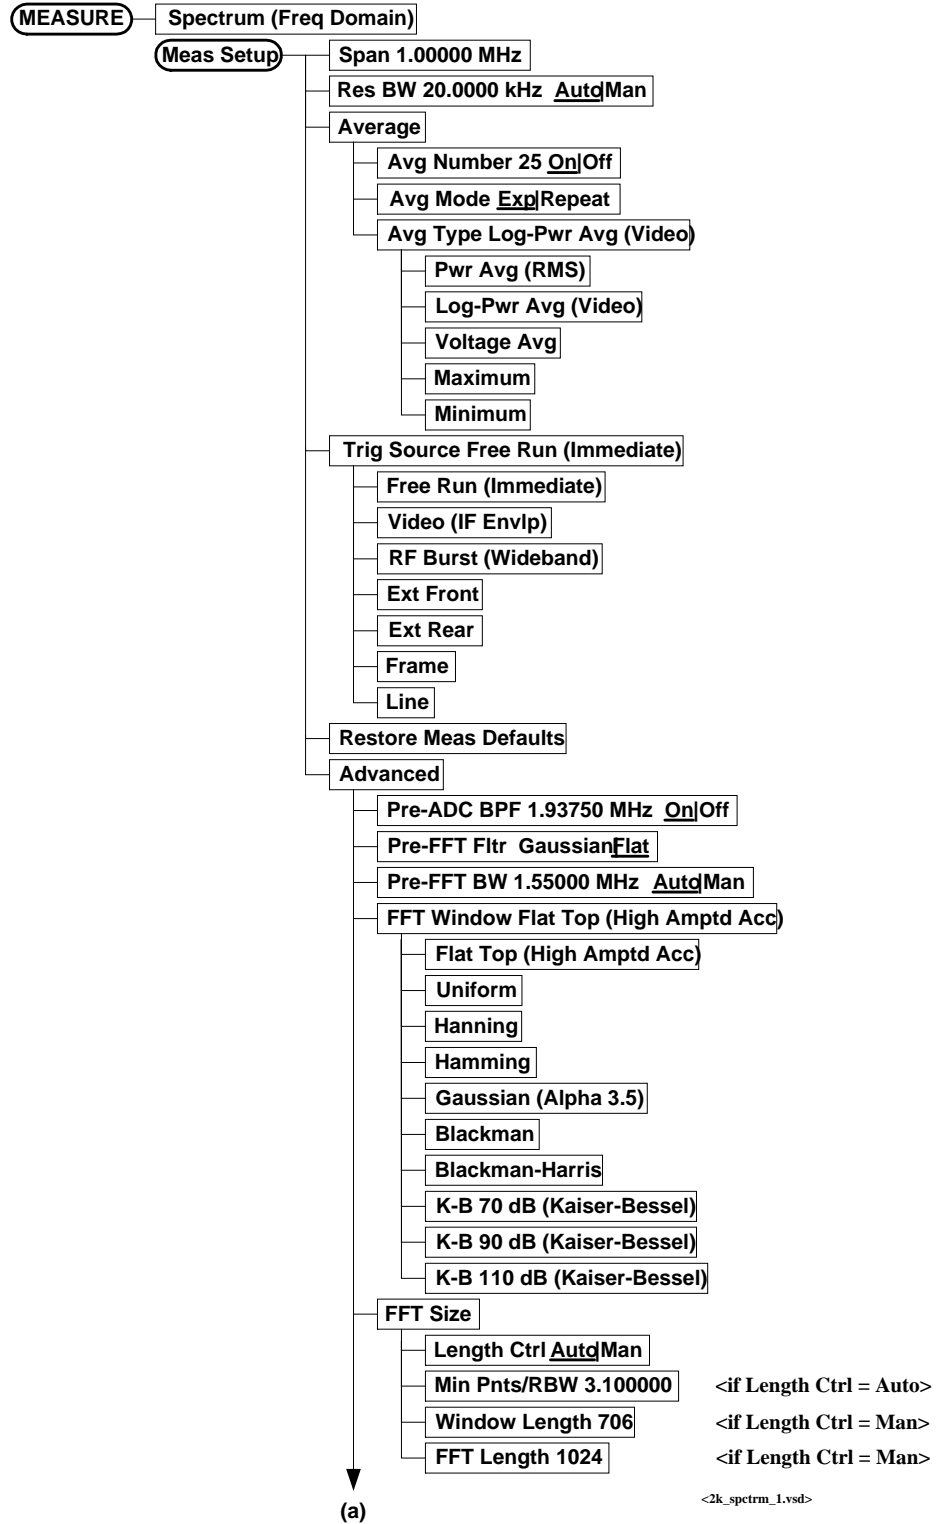 MEASURE Spectrum (Freq Domain)
Meas Setup Span 1.00000 MHz
Res BW 20.0000 kHz Auto|Man
Average
Avg Number 25 On|Off
Avg Mode Exp|Repeat
Avg Type Log-Pwr Avg (Video)
Pwr Avg (RMS)
Log-Pwr Avg (Video)
Voltage Avg
Maximum
Minimum
Trig Source Free Run (Immediate)
Free Run (Immediate)
Video (IF Envlp)
RF Burst (Wideband)
Ext Front
Ext Rear
Frame
Line
Restore Meas Defaults
Advanced
Pre-ADC BPF 1.93750 MHz On|Off
Pre-FFT Fltr Gaussian|Flat
Pre-FFT BW 1.55000 MHz Auto|Man
FFT Window Flat Top (High Amptd Acc)
Flat Top (High Amptd Acc)
Uniform
Hanning
Hamming
Gaussian (Alpha 3.5)
Blackman
Blackman-Harris
K-B 70 dB (Kaiser-Bessel)
K-B 90 dB (Kaiser-Bessel)
K-B 110 dB (Kaiser-Bessel)
FFT Size
Length Ctrl Auto|Man
Min Pnts/RBW 3.100000 <if Length Ctrl = Auto>
Window Length 706 <if Length Ctrl = Man>
FFT Length 1024 <if Length Ctrl = Man>
(a)
<2k_spctrm_1.vsd>